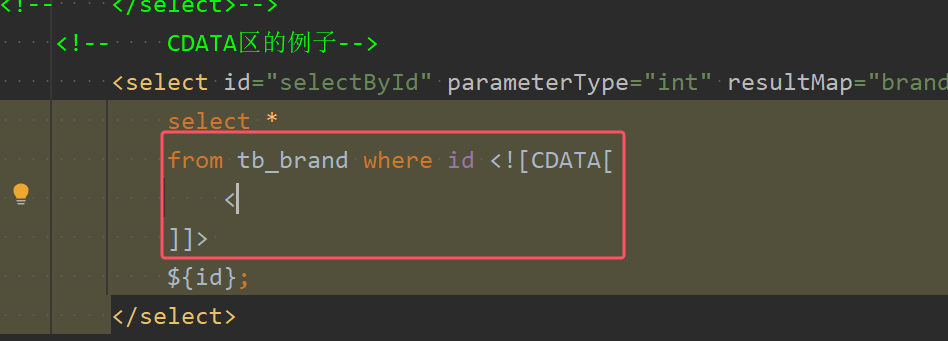 <!--    </select>-->
<!--    CDATA区的例子-->
<select id="selectById" parameterType="int" resultMap="brand
select *
from tb_brand where id <![CDATA[
<
]]>
${id};
</select>